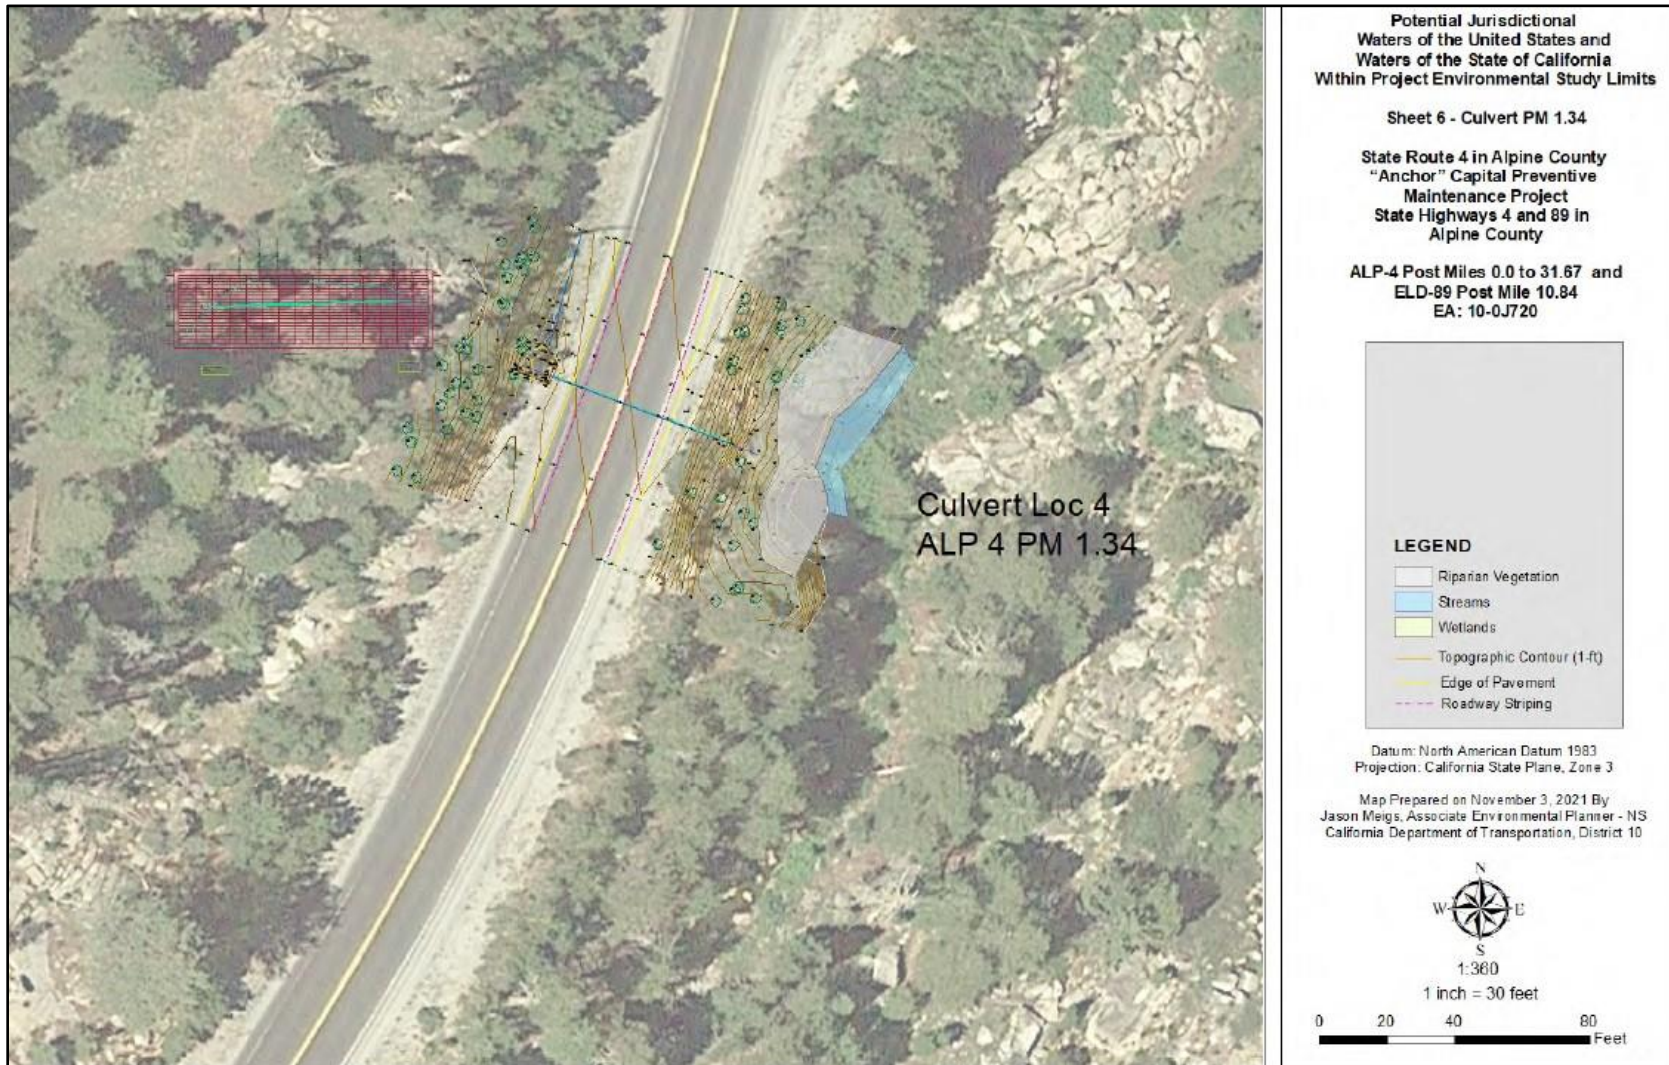 Potential Jurisdictional
Waters of the United States and
Waters of the State of California
Within Project Environmental Study Limits
Sheet 6 - Culvert PM 1.34
State Route 4 in Alpine County
“Anchor” Capital Preventive
Maintenance Project
State Highways 4 and 89 in
Alpine County
ALP-4 Post Miles 0.0 to 31.67 and
ELD-89 Post Mile 10.84
EA: 10-0J720
Culvert Loc 4
ALP 4 PM 1.34
LEGEND
Riparian Vegetation
Streams
Wetlands
Topographic Contour (1-ft)
Edge of Pavement
Roadway Striping
Datum: North American Datum 1983
Projection: California State Plane, Zone 3
Map Prepared on November 3, 2021 By
Jason Meigs, Associate Environmental Planner - NS
California Department of Transportation, District 10
N
W E
S
1:360
1 inch = 30 feet
0 20 40 80
Feet